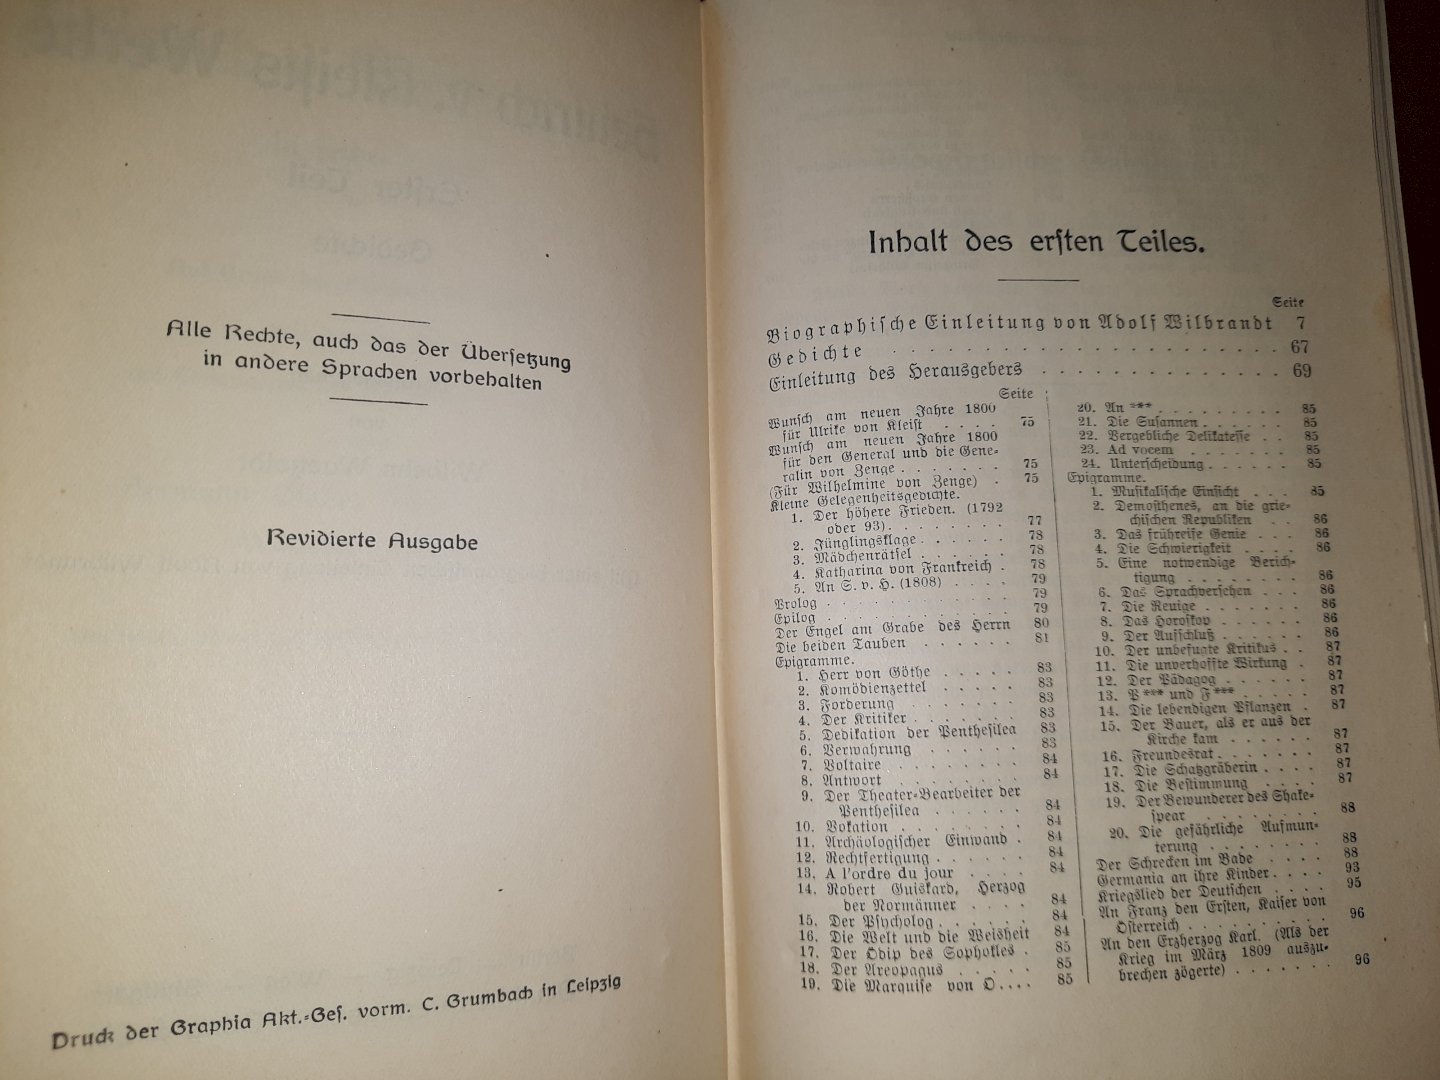 Alle Rechte, auch das der Überſetzung
in andere Sprachen vorbehalten
Revidierte Ausgabe
Druck der Graphia Akt.-Geſ. vorm. C. Grumbach in Leipzig
Inhalt des erſten Teiles.
Seite
Biographiſche Einleitung von Adolf Wilbrandt 7
Gedichte . . . . . . . . . . 67
Einleitung des Herausgebers . . . . . . . . . . 69
Seite
Wunſch am neuen Jahre 1800
für Ulrike von Kleiſt . . . . 75
Wunſch am neuen Jahre 1800
für den General und die Gene-
ralin von Zenge . . . . . . . 75
(Für Wilhelmine von Zenge) . 75
Kleine Gelegenheitsgedichte.
1. Der höhere Frieden. (1792
oder 93) . . . . . . . . 77
2. Jünglingsklage . . . . . . 78
3. Mädchenrätſel . . . . . . 78
4. Katharina von Frankreich . 78
5. An S. v. H. (1808) . . . . 79
Prolog . . . . . . . . . . 79
Epilog . . . . . . . . . . 79
Der Engel am Grabe des Herrn 80
Die beiden Tauben . . . . . . 81
Epigramme.
1. Herr von Göthe . . . . . 83
2. Komödienzettel . . . . . 83
3. Forderung . . . . . . 83
4. Der Kritiker . . . . . . . 83
5. Dedikation der Pentheſilea 83
6. Verwahrung . . . . . . 83
7. Voltaire . . . . . . . . 84
8. Antwort . . . . . . . . 84
9. Der Theater-Bearbeiter der
Pentheſilea . . . . . . 84
10. Vokation . . . . . . . . 84
11. Archäologiſcher Einwand . 84
12. Rechtfertigung . . . . . . 84
13. A l'ordre du jour . . . . 84
14. Robert Guiskard, Herzog
der Normänner . . . . 84
15. Der Pſycholog . . . . . . 84
16. Die Welt und die Weisheit 84
17. Der Ödip des Sophokles . 85
18. Der Areopagus . . . . . 85
19. Die Marquiſe von O. . . . 85
20. An *** . . . . . . . . . 85
21. Die Suſannen . . . . . . 85
22. Vergebliche Delikateſſe . . 85
23. Ad vocem . . . . . . . 85
24. Unterſcheidung . . . . . . 85
Epigramme.
1. Muſikaliſche Einſicht . . . 85
2. Demoſthenes, an die grie-
chiſchen Republiken . . 86
3. Das frühreife Genie . . . 86
4. Die Schwierigkeit . . . . 86
5. Eine notwendige Berich-
tigung . . . . . . . . 86
6. Das Sprachverſehen . . . 86
7. Die Reuige . . . . . . . 86
8. Das Horoſkop . . . . . . 86
9. Der Aufſchluß . . . . . . 86
10. Der unbefugte Kritikus . . 87
11. Die unverhoffte Wirkung . 87
12. Der Pädagog . . . . . . 87
13. P *** und F *** . . . . . 87
14. Die lebendigen Pflanzen . 87
15. Der Bauer, als er aus der
Kirche kam . . . . . . 87
16. Freundesrat . . . . . . . 87
17. Die Schatzgräberin . . . . 87
18. Die Beſtimmung . . . . 87
19. Der Bewunderer des Shake-
ſpear . . . . . . . . 88
20. Die gefährliche Aufmun-
terung . . . . . . . . 88
Der Schrecken im Bade . . . . 88
Germania an ihre Kinder . . . . 93
Kriegslied der Deutſchen . . . . 95
An Franz den Erſten, Kaiſer von
Öſterreich . . . . . . . . . 96
An den Erzherzog Karl. (Als der
Krieg im März 1809 auszu-
brechen zögerte) . . . . . . . 96